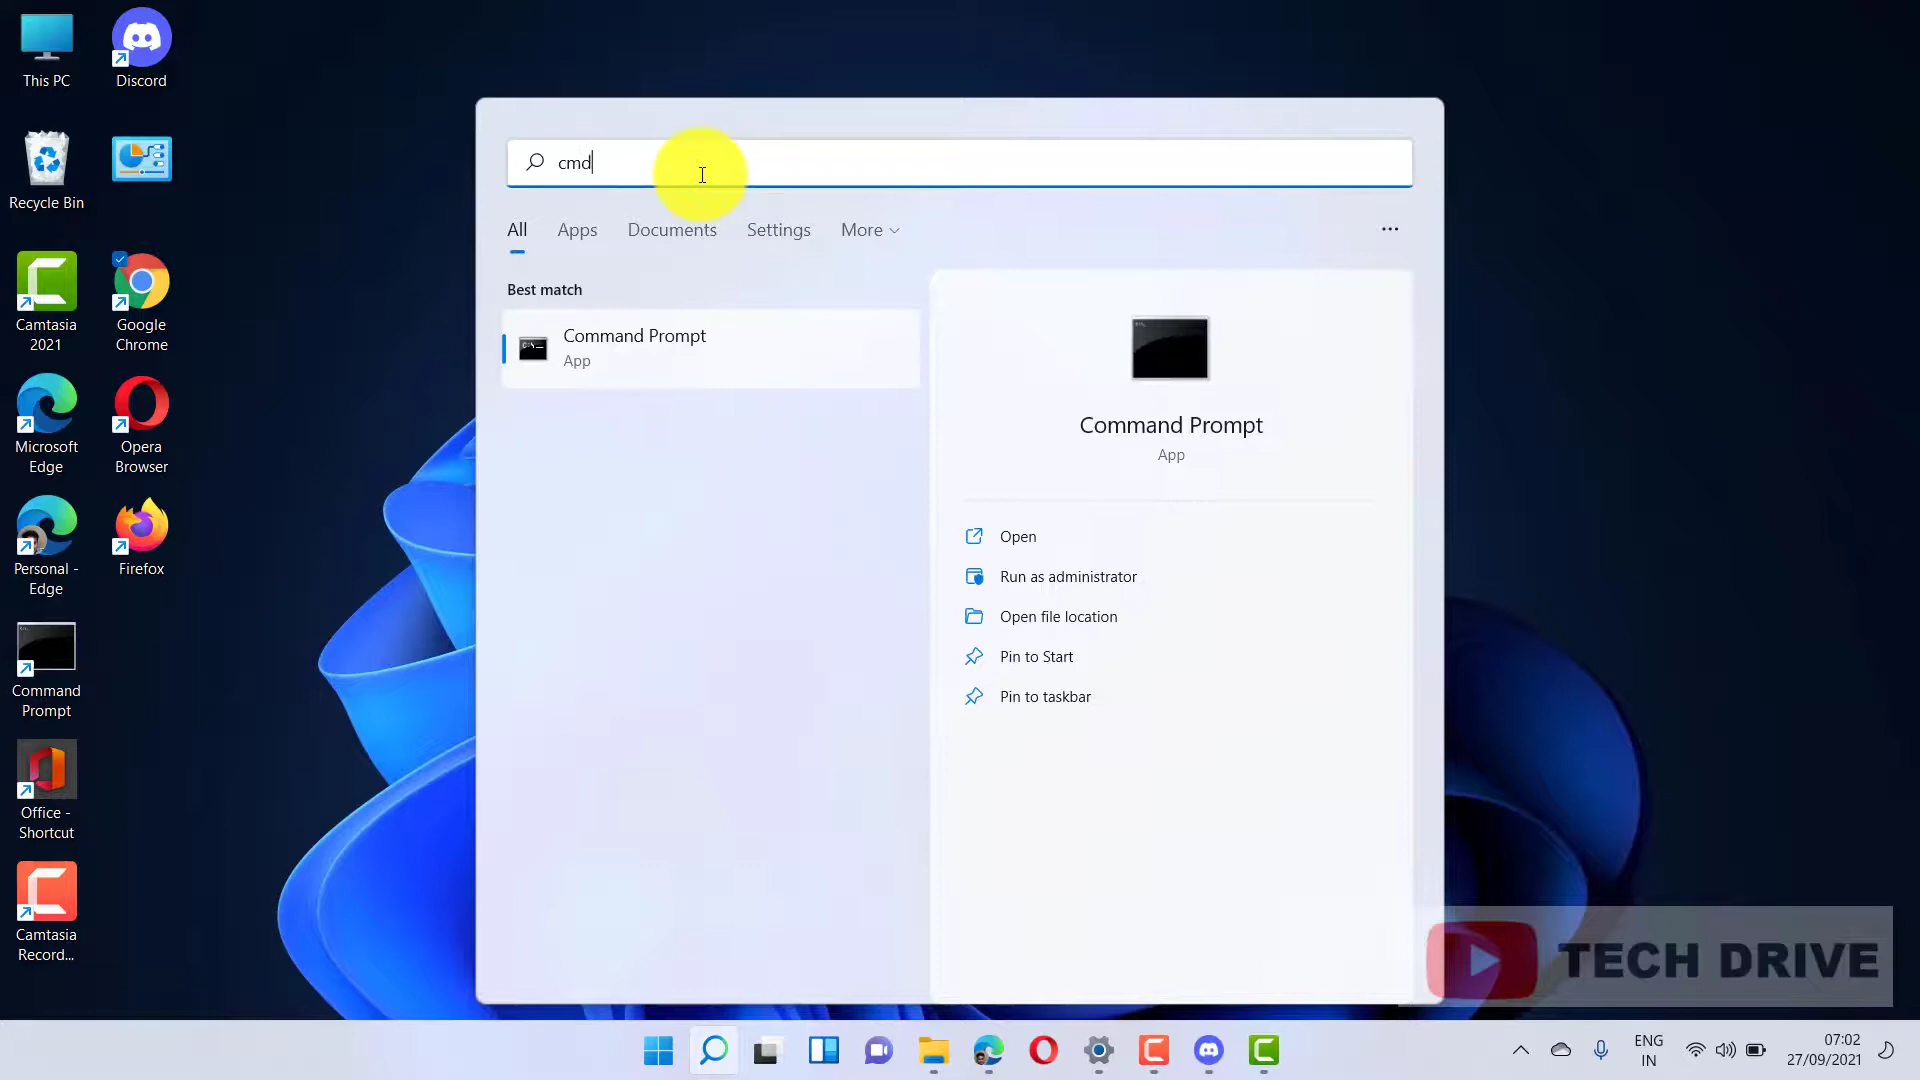 This PC
Discord
Recycle Bin
Camtasia
2021
Google
Chrome
Microsoft
Edge
Opera
Browser
Personal -
Edge
Firefox
Command
Prompt
Office -
Shortcut
Camtasia
Record...
cmd
All Apps Documents Settings More
Best match
Command Prompt
App
Command Prompt
App
Open
Run as administrator
Open file location
Pin to Start
Pin to taskbar
TECH DRIVE
ENG
IN
07:02
27/09/2021